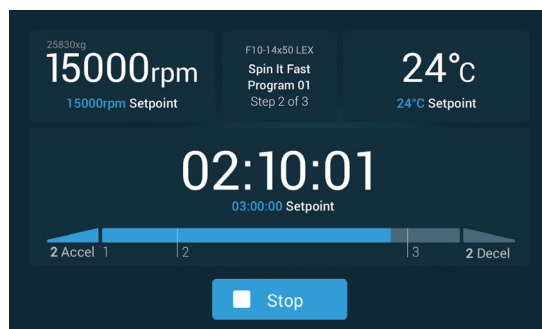 25830xg
15000rpm
15000rpm Setpoint
F10-14x50 LEX
Spin It Fast
Program 01
Step 2 of 3
24°C
24°C Setpoint
02:10:01
03:00:00 Setpoint
2 Accel 1 2 3 2 Decel
Stop